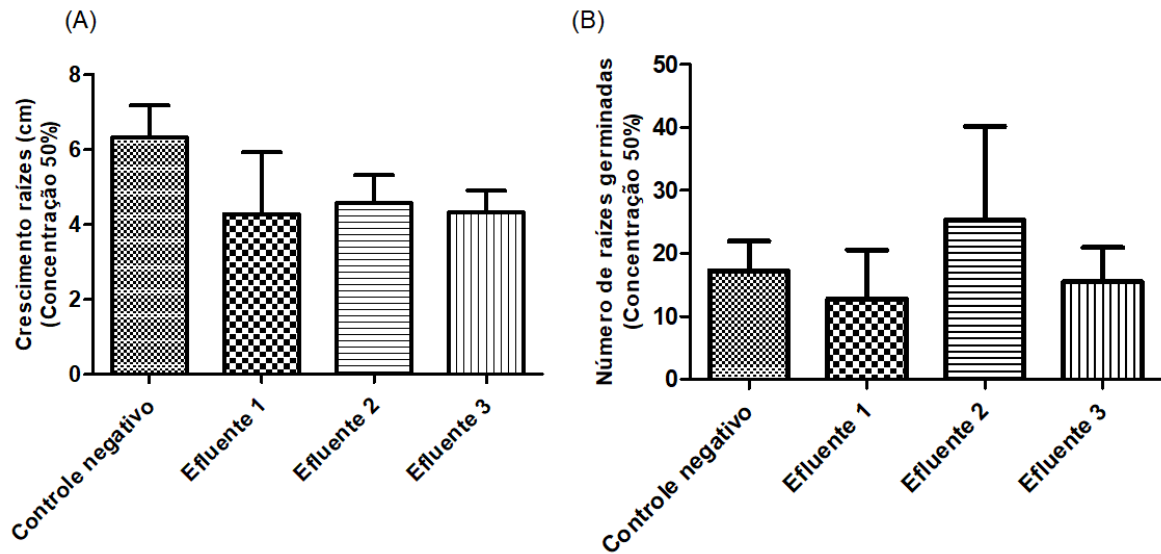 (A)
Crescimento raízes (cm)
(Concentração 50%)
8
6
4
2
0
Controle negativo
Efluente 1
Efluente 2
Efluente 3
(B)
Número de raízes germinadas
(Concentração 50%)
50
40
30
20
10
0
Controle negativo
Efluente 1
Efluente 2
Efluente 3